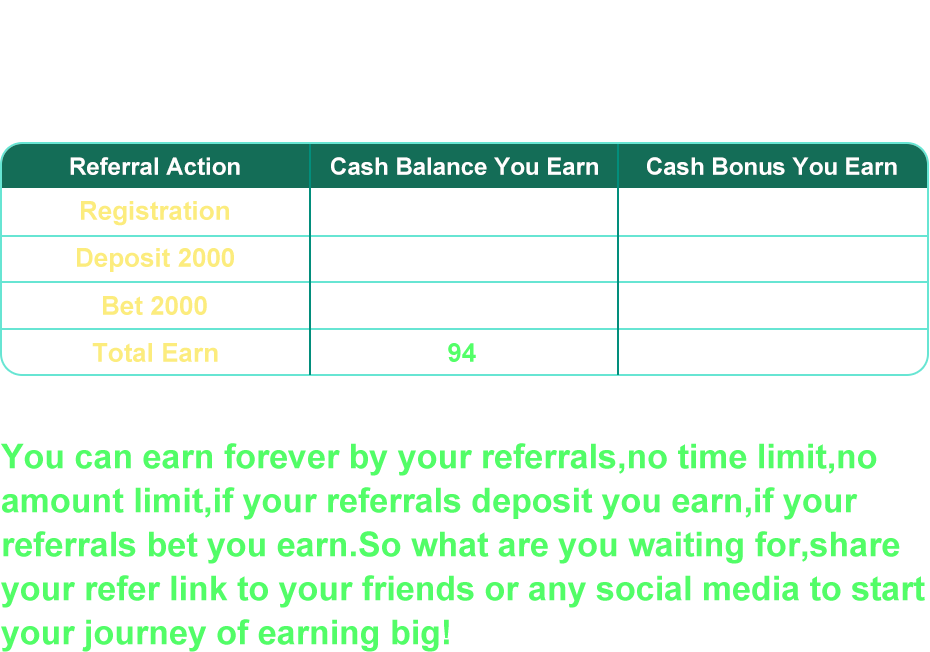 Referral Action Cash Balance You Earn Cash Bonus You Earn
Registration
Deposit 2000
Bet 2000
Total Earn 94
You can earn forever by your referrals,no time limit,no
amount limit,if your referrals deposit you earn,if your
referrals bet you earn.So what are you waiting for,share
your refer link to your friends or any social media to start
your journey of earning big!